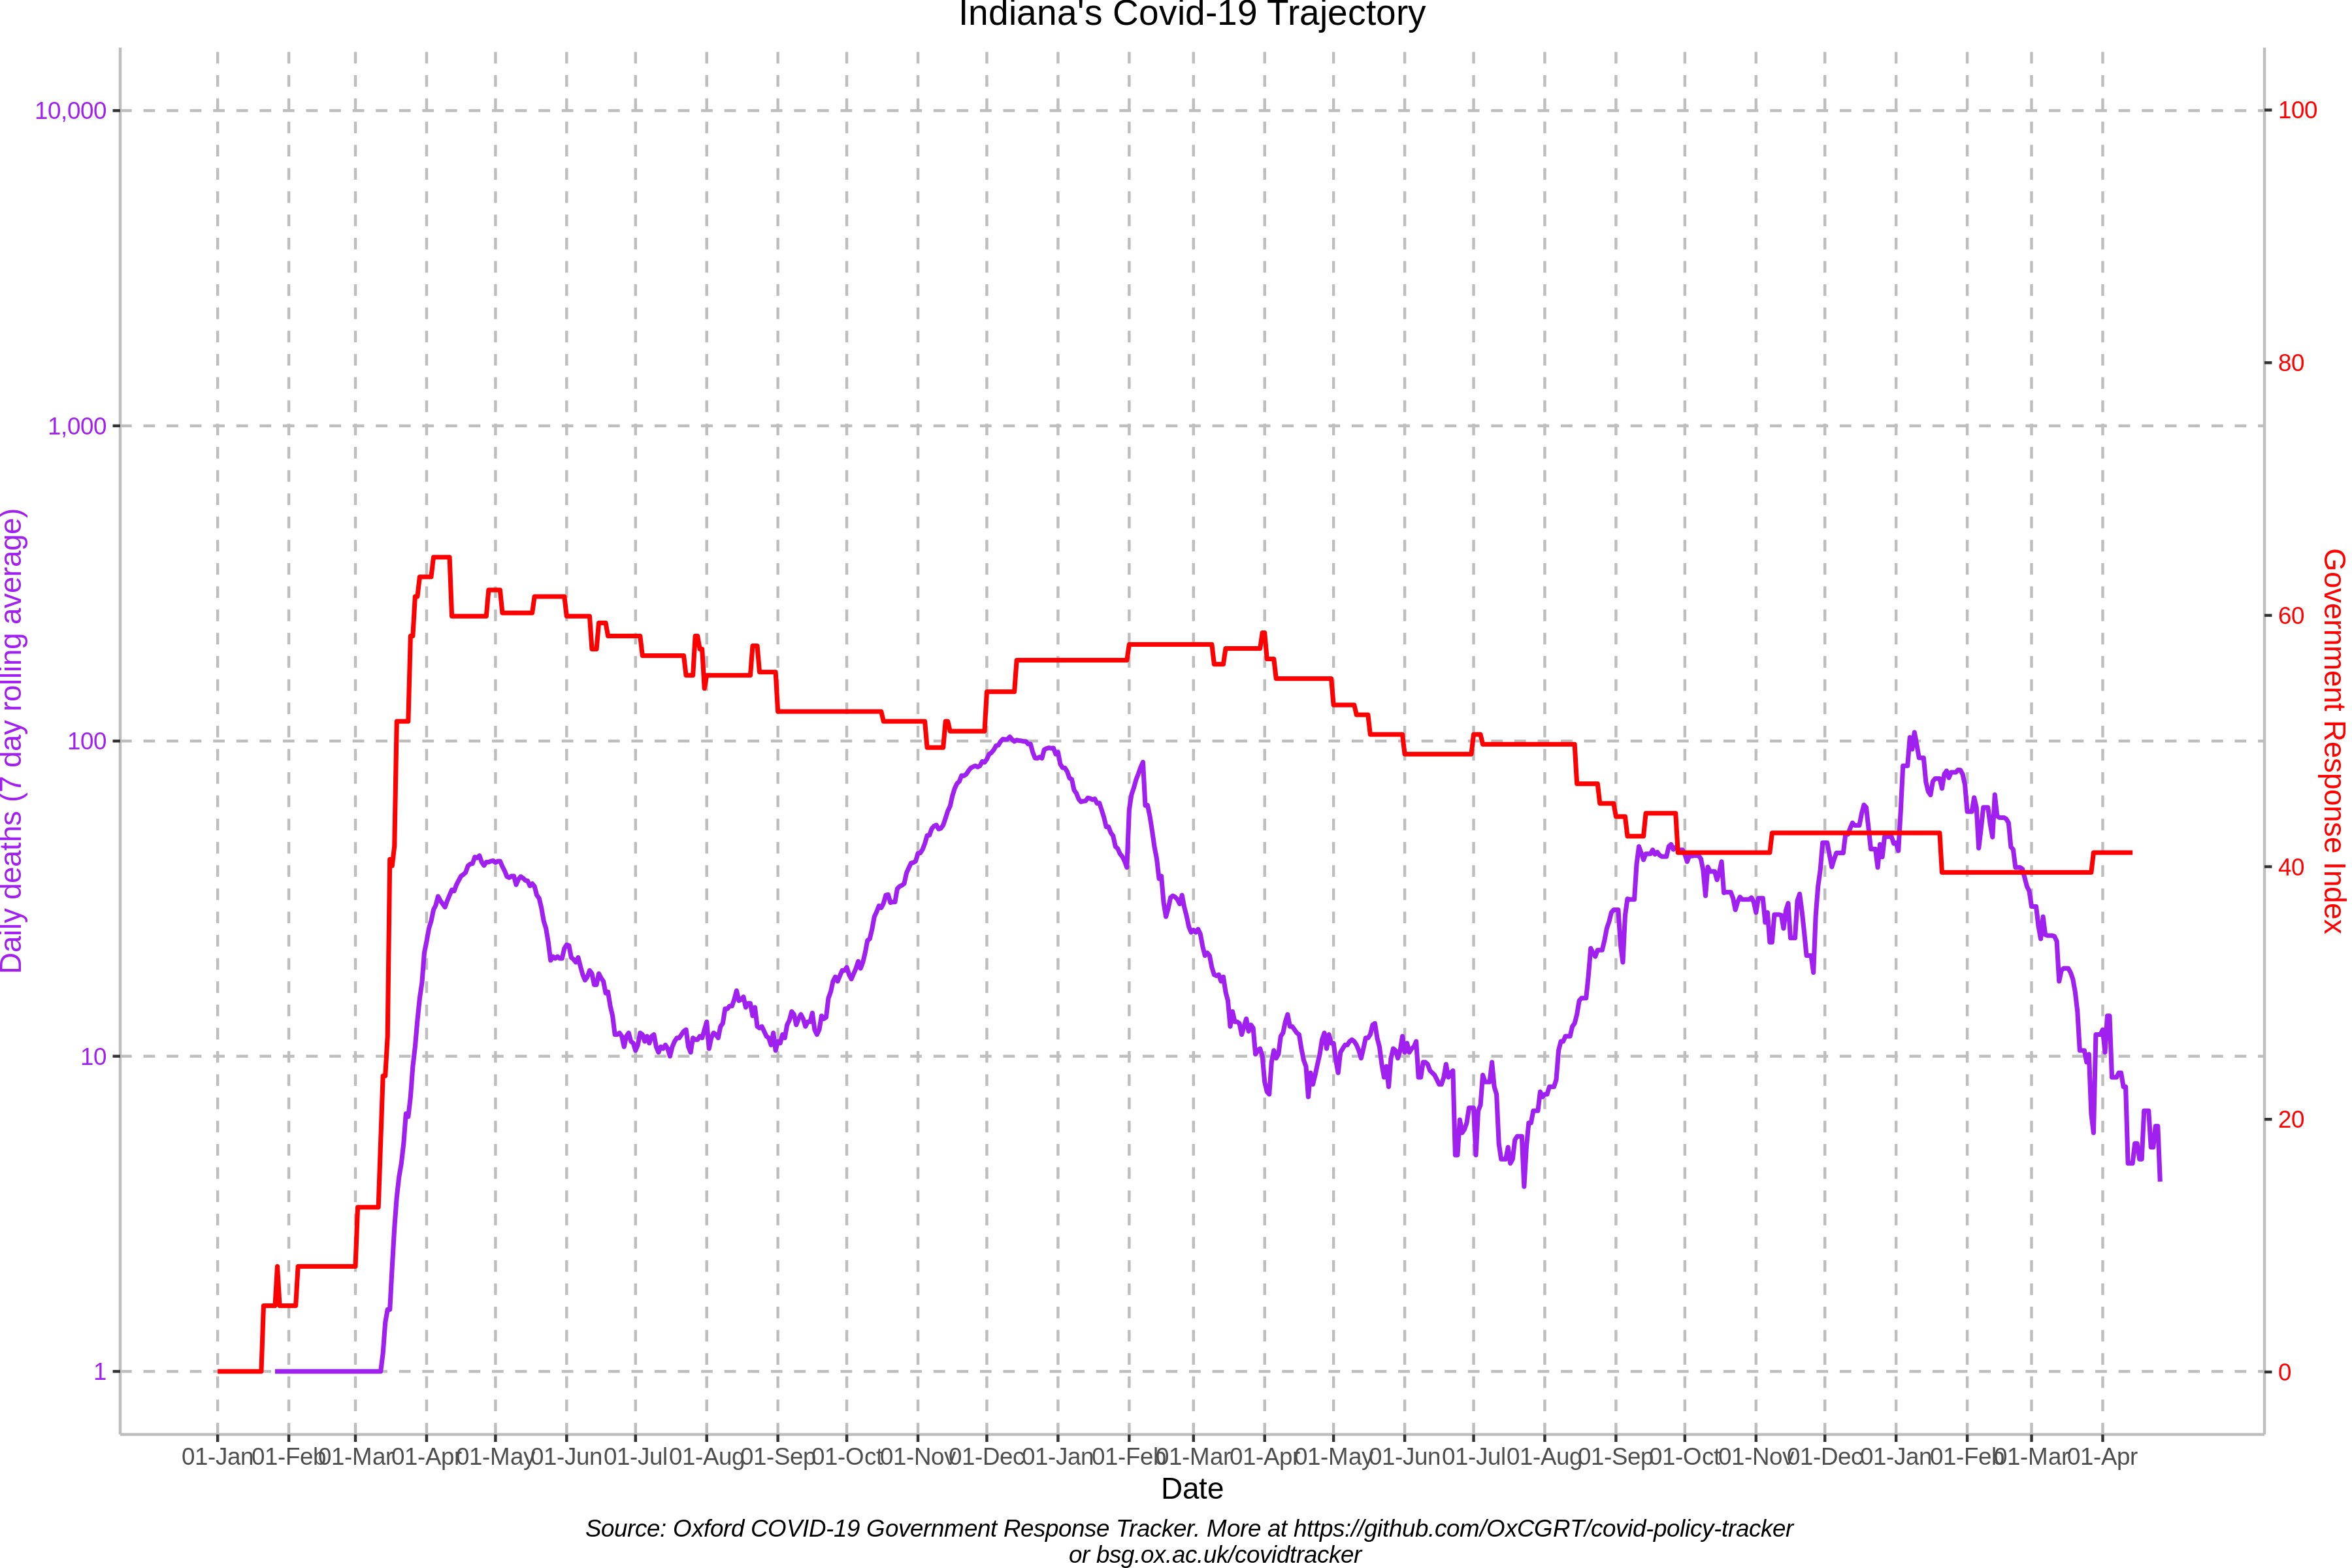 Indiana's Covid-19 Trajectory
10,000
1,000
100
10
1
Daily deaths (7 day rolling average)
100
80
60
40
20
0
Government Response Index
01-Jan 01-Feb 01-Mar 01-Apr 01-May 01-Jun 01-Jul 01-Aug 01-Sep 01-Oct 01-Nov 01-Dec 01-Jan 01-Feb 01-Mar 01-Apr 01-May 01-Jun 01-Jul 01-Aug 01-Sep 01-Oct 01-Nov 01-Dec 01-Jan 01-Feb 01-Mar 01-Apr
Date
Source: Oxford COVID-19 Government Response Tracker. More at https://github.com/OxCGRT/covid-policy-tracker
or bsg.ox.ac.uk/covidtracker